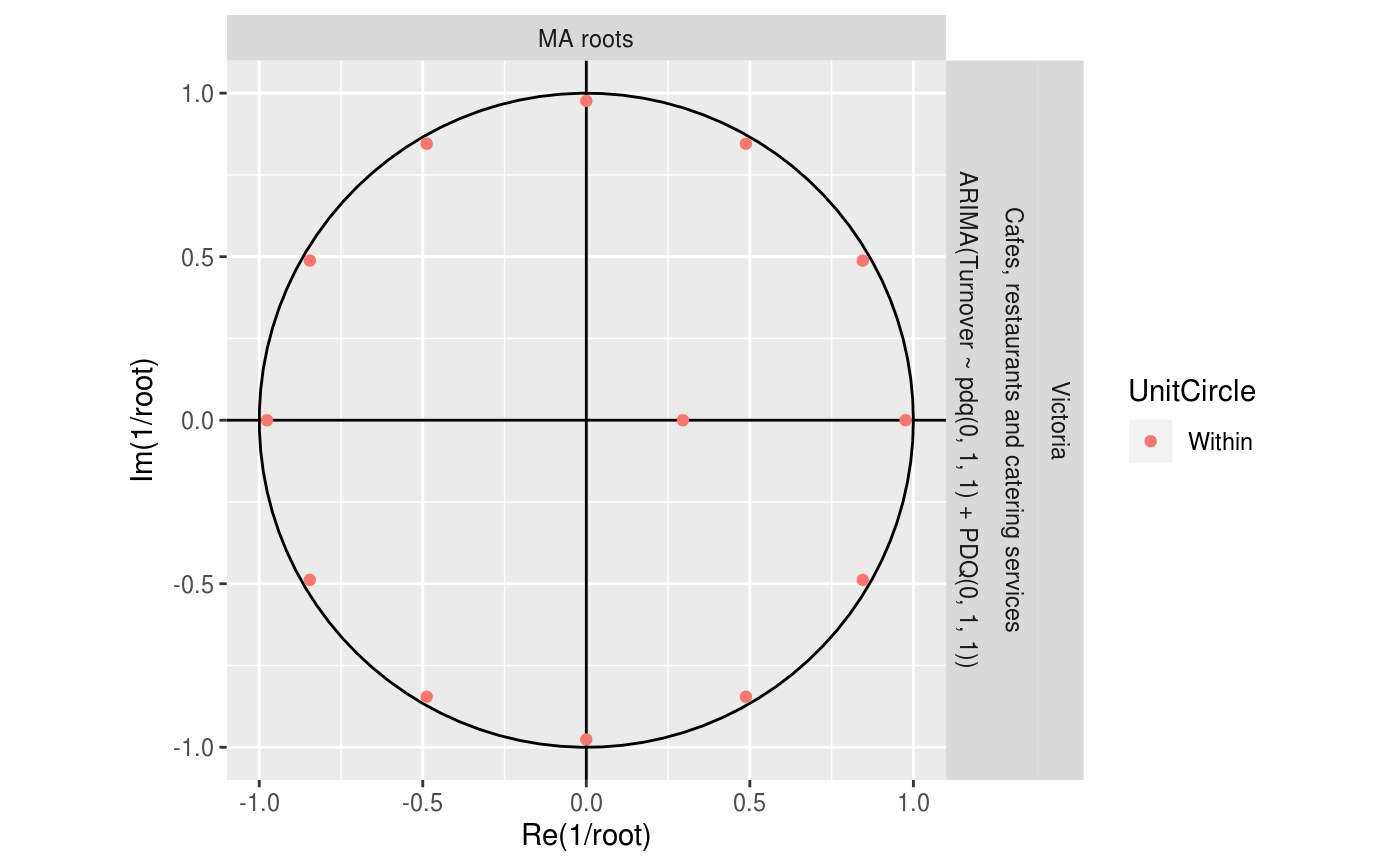 MA roots
1.0
0.5
0.0
-0.5
-1.0
Im(1/root)
-1.0
-0.5
0.0
0.5
1.0
Re(1/root)
ARIMA(Turnover ~ pdq(0, 1, 1) + PDQ(0, 1, 1))
Cafes, restaurants and catering services
Victoria
UnitCircle
Within